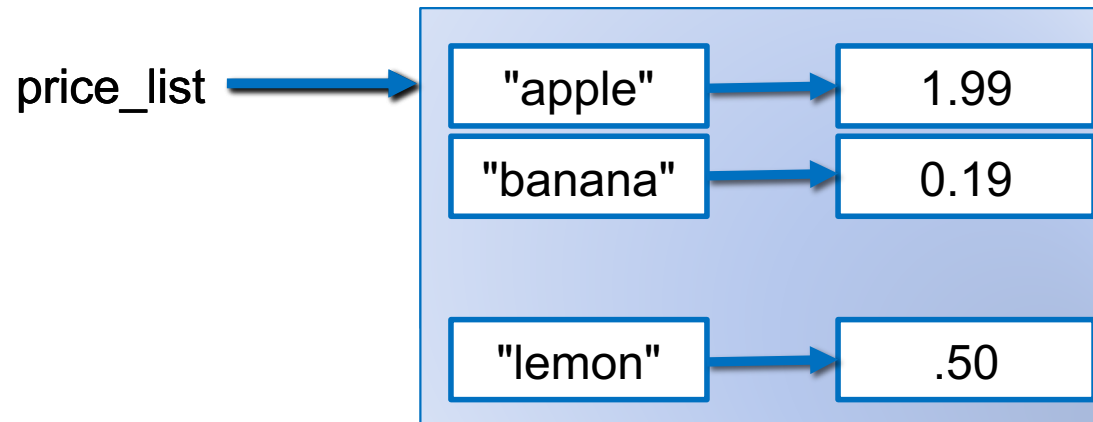 price_list
"apple" 1.99
"banana" 0.19
"lemon" .50